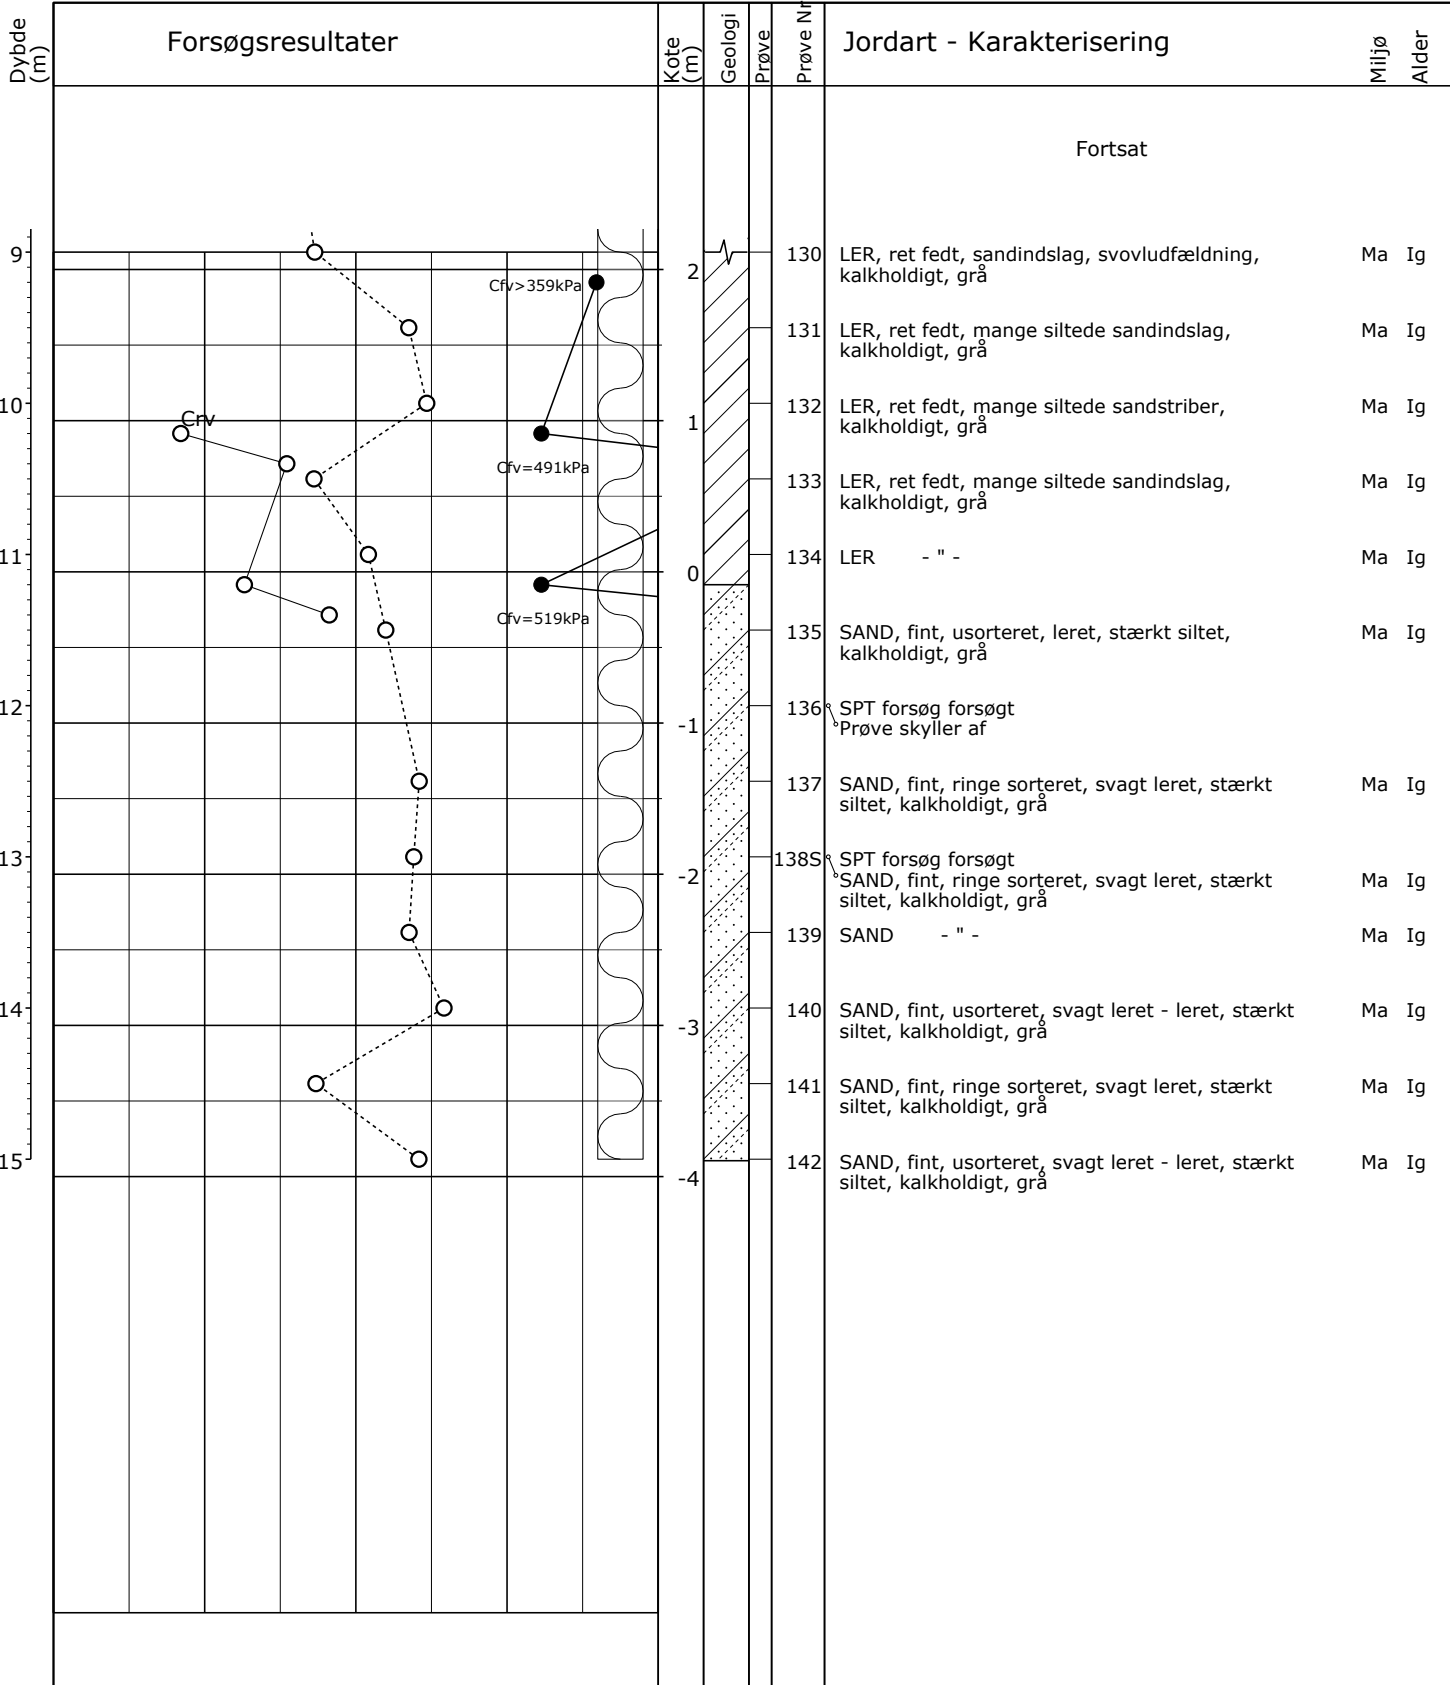 Dybde
(m)
Forsøgsresultater
Kote
(m)
Geologi
Prøve
Prøve Nr
Jordart - Karakterisering
Miljø
Alder
Fortsat
9
2
Cfv>359kPa
130
LER, ret fedt, sandindslag, svovludfældning,
kalkholdigt, grå
Ma Ig
131
LER, ret fedt, mange siltede sandindslag,
kalkholdigt, grå
Ma Ig
10
Crv
1
Cfv=491kPa
132
LER, ret fedt, mange siltede sandstriber,
kalkholdigt, grå
Ma Ig
133
LER, ret fedt, mange siltede sandindslag,
kalkholdigt, grå
Ma Ig
11
0
Cfv=519kPa
134
LER - " -
Ma Ig
135
SAND, fint, usorteret, leret, stærkt siltet,
kalkholdigt, grå
Ma Ig
12
-1
136
SPT forsøg forsøgt
Prøve skyller af
137
SAND, fint, ringe sorteret, svagt leret, stærkt
siltet, kalkholdigt, grå
Ma Ig
13
-2
138S
SPT forsøg forsøgt
SAND, fint, ringe sorteret, svagt leret, stærkt
siltet, kalkholdigt, grå
Ma Ig
139
SAND - " -
Ma Ig
14
-3
140
SAND, fint, usorteret, svagt leret - leret, stærkt
siltet, kalkholdigt, grå
Ma Ig
141
SAND, fint, ringe sorteret, svagt leret, stærkt
siltet, kalkholdigt, grå
Ma Ig
15
-4
142
SAND, fint, usorteret, svagt leret - leret, stærkt
siltet, kalkholdigt, grå
Ma Ig